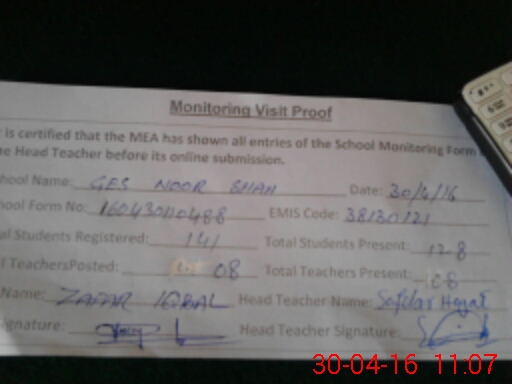 Monitoring Visit Proof
is certified that the MEA has shown all entries of the School Monitoring Form
Head Teacher before its online submission.
hool Name: GES NOOR SHAH Date: 30/4/16
hool Form No: 160430110488 EMIS Code: 38130121
al Students Registered: 141 Total Students Present: 128
TeachersPosted: 08 Total Teachers Present: 08
Name: ZAFAR IQBAL Head Teacher Name: Safdar Hayat
ignature: Head Teacher Signature:
30-04-16 11:07